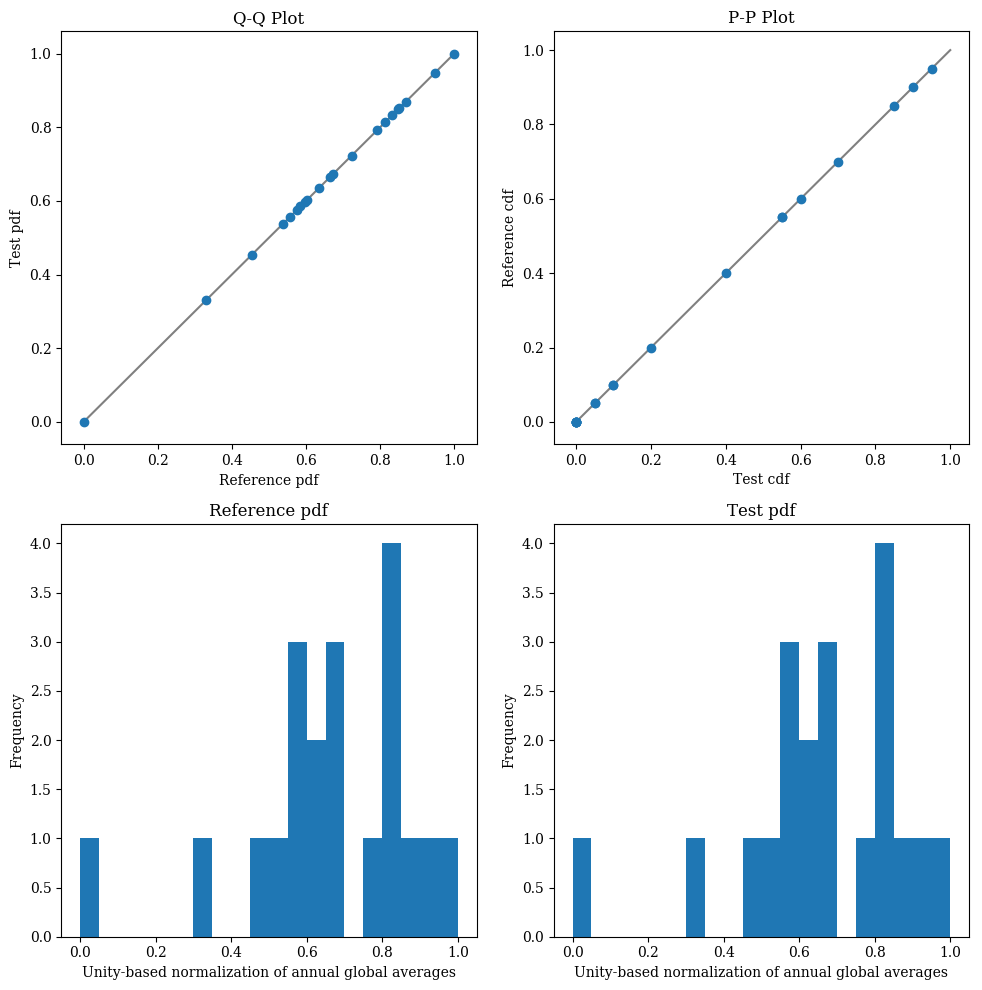 Q-Q Plot
1.0
0.8
0.6
0.4
0.2
0.0
Test pdf
0.0 0.2 0.4 0.6 0.8 1.0
Reference pdf
P-P Plot
1.0
0.8
0.6
0.4
0.2
0.0
Reference cdf
0.0 0.2 0.4 0.6 0.8 1.0
Test cdf
Reference pdf
4.0
3.5
3.0
2.5
2.0
1.5
1.0
0.5
0.0
Frequency
0.0 0.2 0.4 0.6 0.8 1.0
Unity-based normalization of annual global averages
Test pdf
4.0
3.5
3.0
2.5
2.0
1.5
1.0
0.5
0.0
Frequency
0.0 0.2 0.4 0.6 0.8 1.0
Unity-based normalization of annual global averages